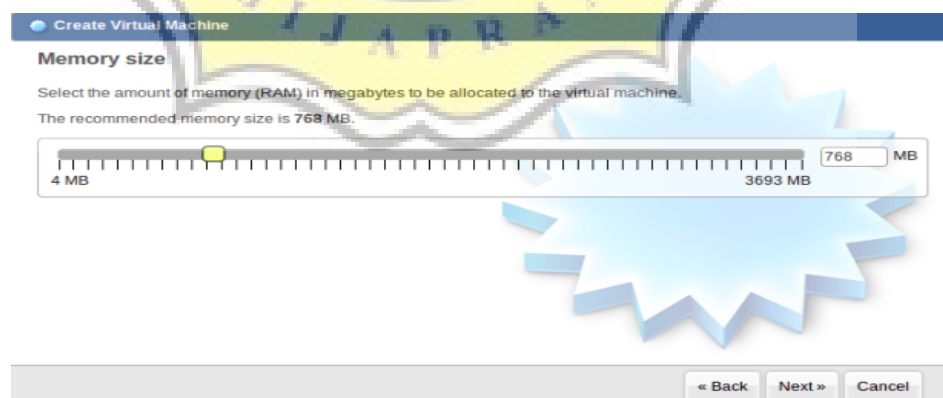 IJAPRA
Create Virtual Machine
Memory size
Select the amount of memory (RAM) in megabytes to be allocated to the virtual machine.
The recommended memory size is 768 MB.
768 MB
4 MB 3693 MB
« Back Next » Cancel